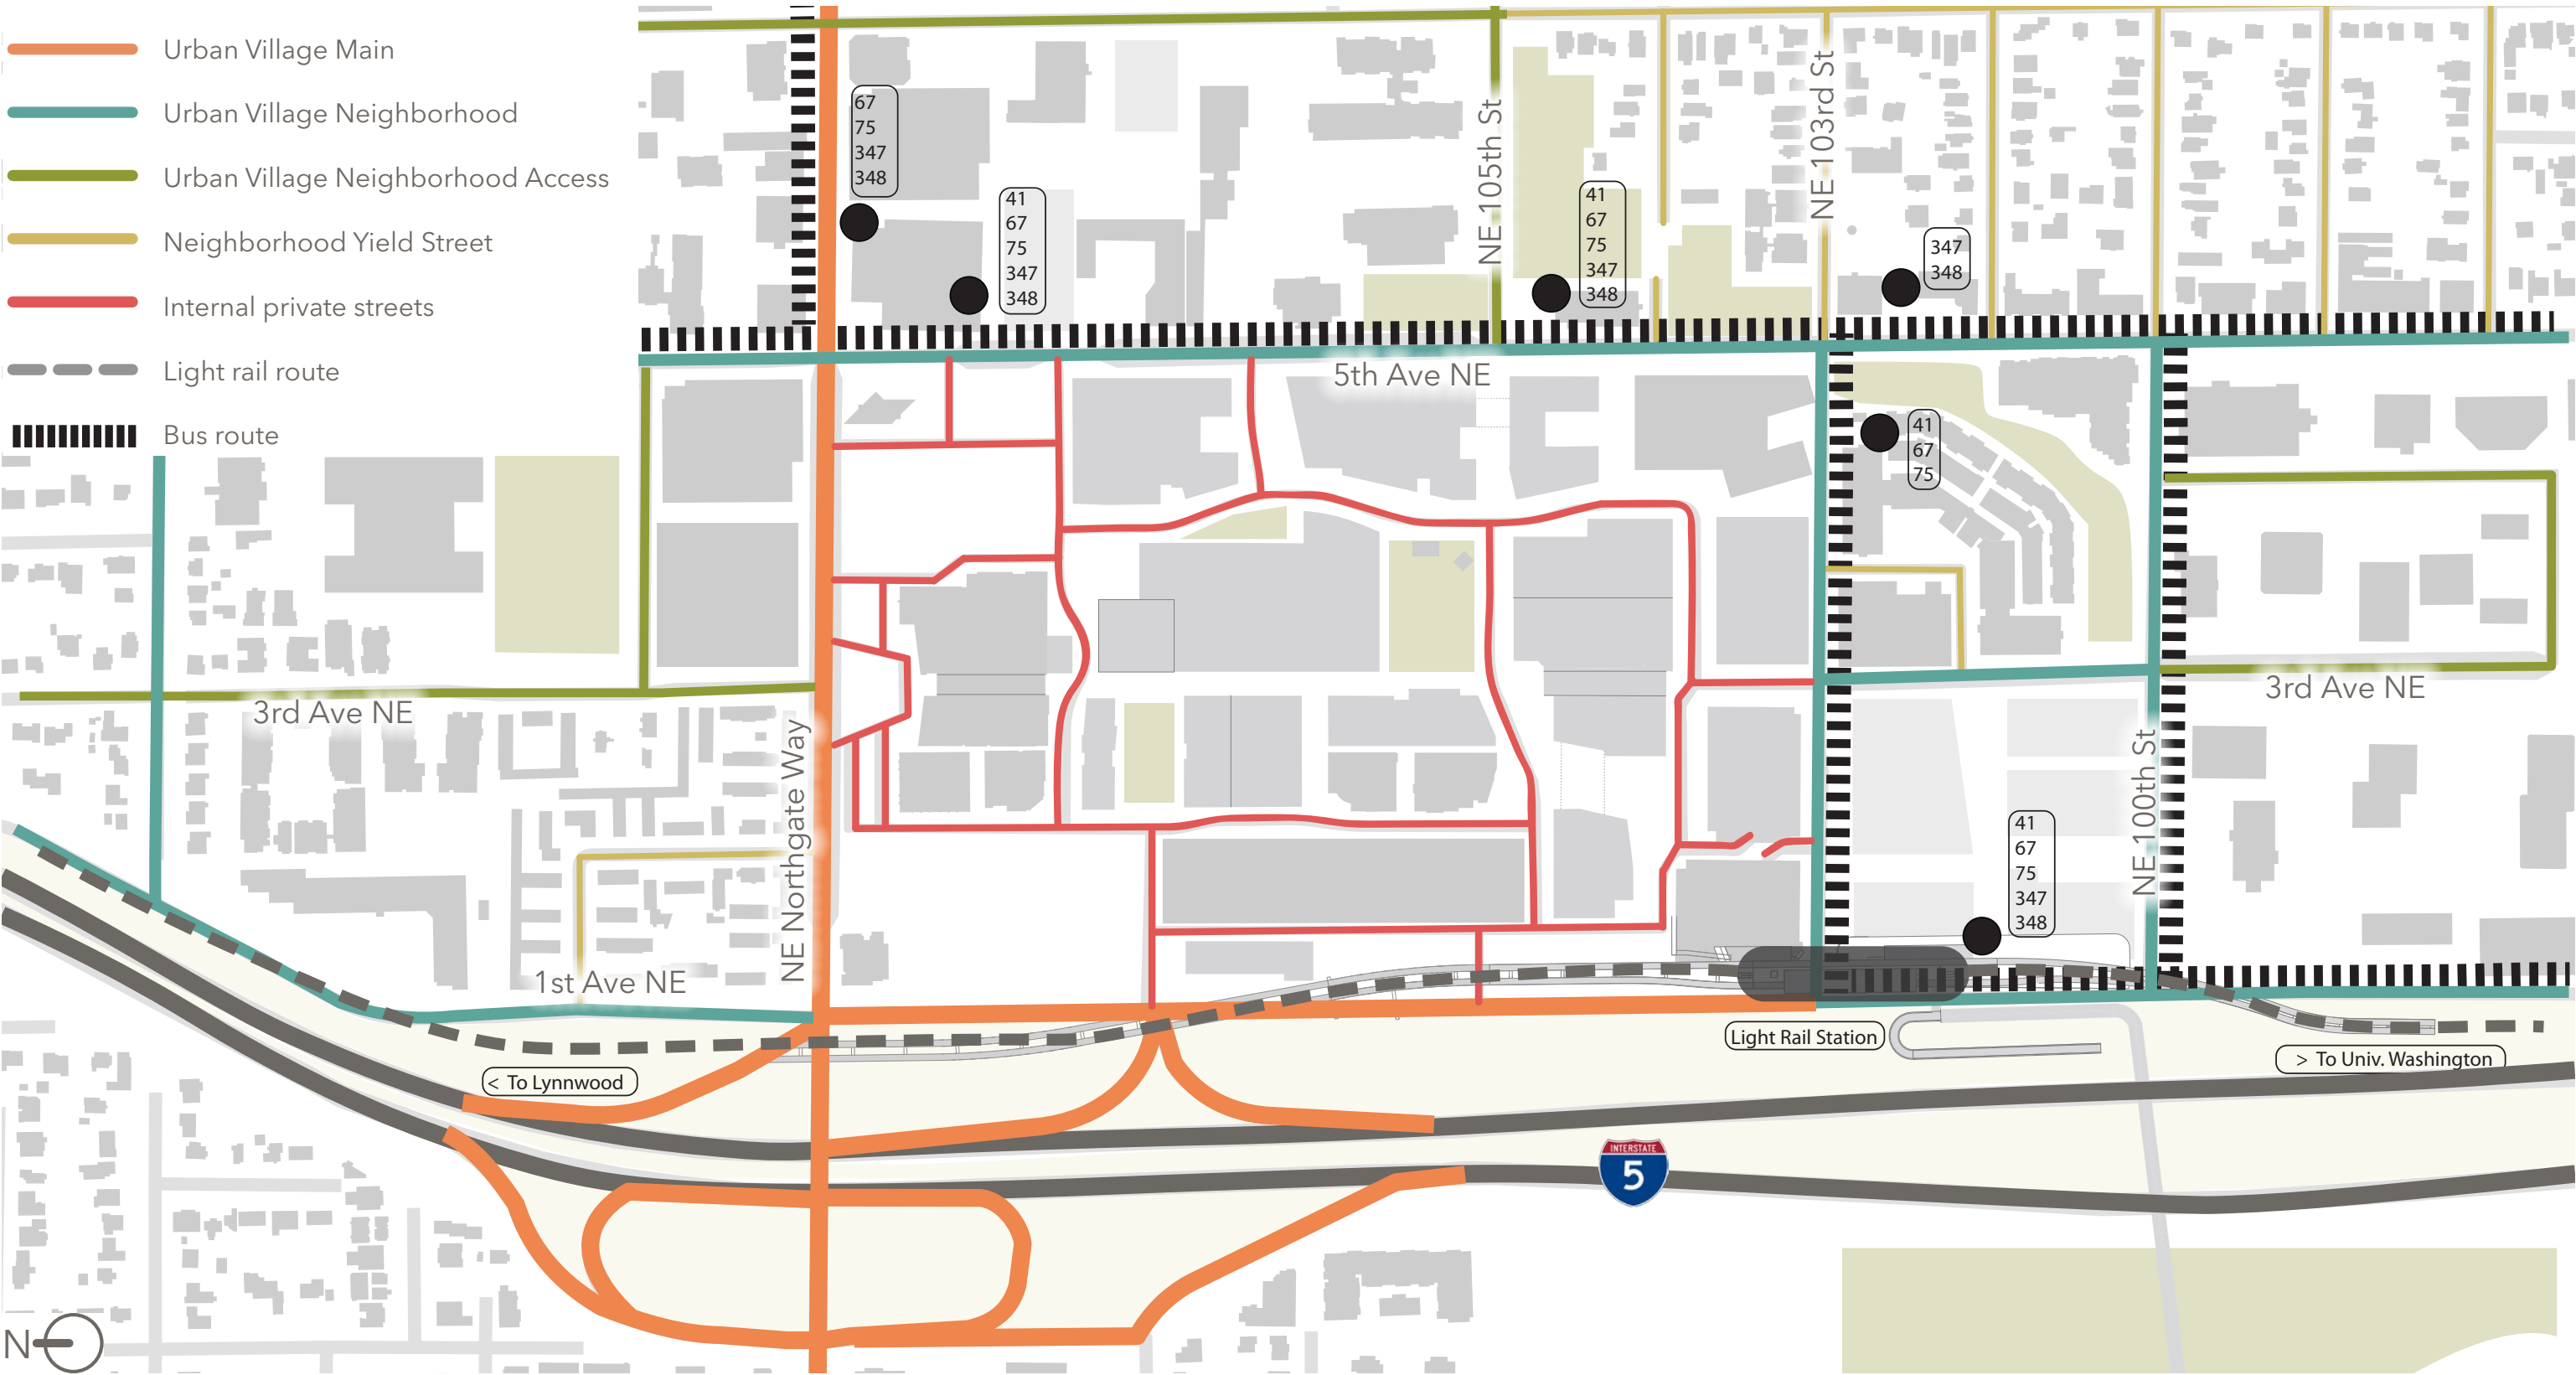 Urban Village Main
Urban Village Neighborhood
Urban Village Neighborhood Access
Neighborhood Yield Street
Internal private streets
Light rail route
Bus route
67
75
347
348
41
67
75
347
348
NE 105th St
41
67
75
347
348
NE 103rd St
347
348
5th Ave NE
41
67
75
3rd Ave NE
3rd Ave NE
NE Northgate Way
NE 100th St
41
67
75
347
348
1st Ave NE
Light Rail Station
< To Lynnwood
> To Univ. Washington
INTERSTATE
5
N